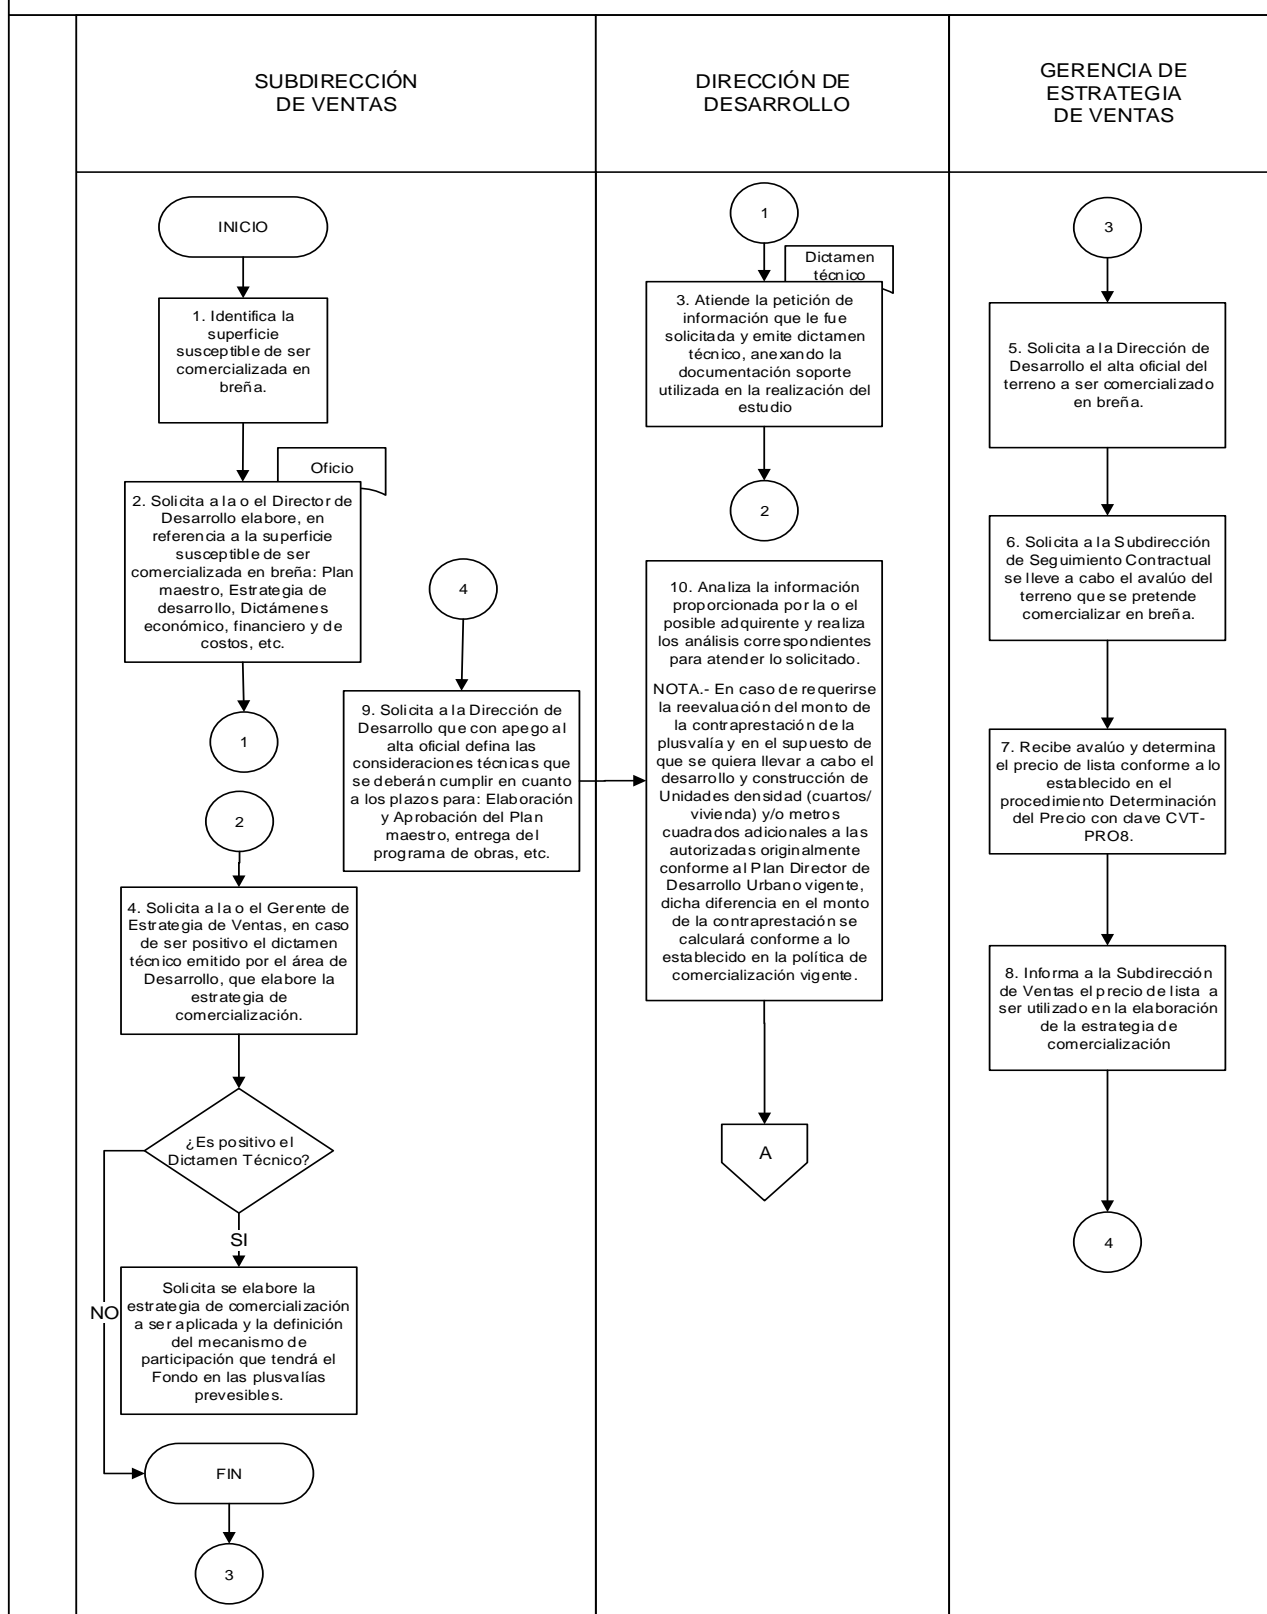 SUBDIRECCIÓN
DE VENTAS
DIRECCIÓN DE
DESARROLLO
GERENCIA DE
ESTRATEGIA
DE VENTAS
INICIO
1. Identifica la
superficie
susceptible de ser
comercializada en
breña.
Oficio
2. Solicita a la o el Director de
Desarrollo elabore, en
referencia a la superficie
susceptible de ser
comercializada en breña: Plan
maestro, Estrategia de
desarrollo, Dictámenes
económico, financiero y de
costos, etc.
1
2
4. Solicita a la o el Gerente de
Estrategia de Ventas, en caso
de ser positivo el dictamen
técnico emitido por el área de
Desarrollo, que elabore la
estrategia de
comercialización.
¿Es positivo el
Dictamen Técnico?
SI
NO
Solicita se elabore la
estrategia de comercialización
a ser aplicada y la definición
del mecanismo de
participación que tendrá el
Fondo en las plusvalías
prevesibles.
FIN
3
4
9. Solicita a la Dirección de
Desarrollo que con apego al
alta oficial defina las
consideraciones técnicas que
se deberán cumplir en cuanto
a los plazos para: Elaboración
y Aprobación del Plan
maestro, entrega del
programa de obras, etc.
1
Dictamen
técnico
3. Atiende la petición de
información que le fue
solicitada y emite dictamen
técnico, anexando la
documentación soporte
utilizada en la realización del
estudio
2
10. Analiza la información
proporcionada por la o el
posible adquirente y realiza
los análisis correspondientes
para atender lo solicitado.
NOTA.- En caso de requerirse
la reevaluación del monto de
la contraprestación de la
plusvalía y en el supuesto de
que se quiera llevar a cabo el
desarrollo y construcción de
Unidades densidad (cuartos/
vivienda) y/o metros
cuadrados adicionales a las
autorizadas originalmente
conforme al Plan Director de
Desarrollo Urbano vigente,
dicha diferencia en el monto
de la contraprestación se
calculará conforme a lo
establecido en la política de
comercialización vigente.
A
3
5. Solicita a la Dirección de
Desarrollo el alta oficial del
terreno a ser comercializado
en breña.
6. Solicita a la Subdirección
de Seguimiento Contractual
se lleve a cabo el avalúo del
terreno que se pretende
comercializar en breña.
7. Recibe avalúo y determina
el precio de lista conforme a lo
establecido en el
procedimiento Determinación
del Precio con clave CVT-
PRO8.
8. Informa a la Subdirección
de Ventas el precio de lista a
ser utilizado en la elaboración
de la estrategia de
comercialización
4